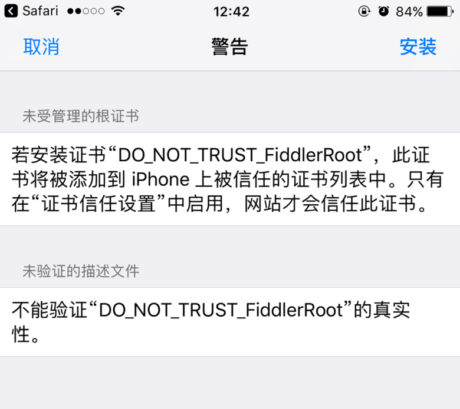 Safari 12:42 84%
取消 警告 安装
未受管理的根证书
若安装证书“DO_NOT_TRUST_FiddlerRoot”，此证
书将被添加到 iPhone 上被信任的证书列表中。只有
在“证书信任设置”中启用，网站才会信任此证书。
未验证的描述文件
不能验证“DO_NOT_TRUST_FiddlerRoot”的真实
性。